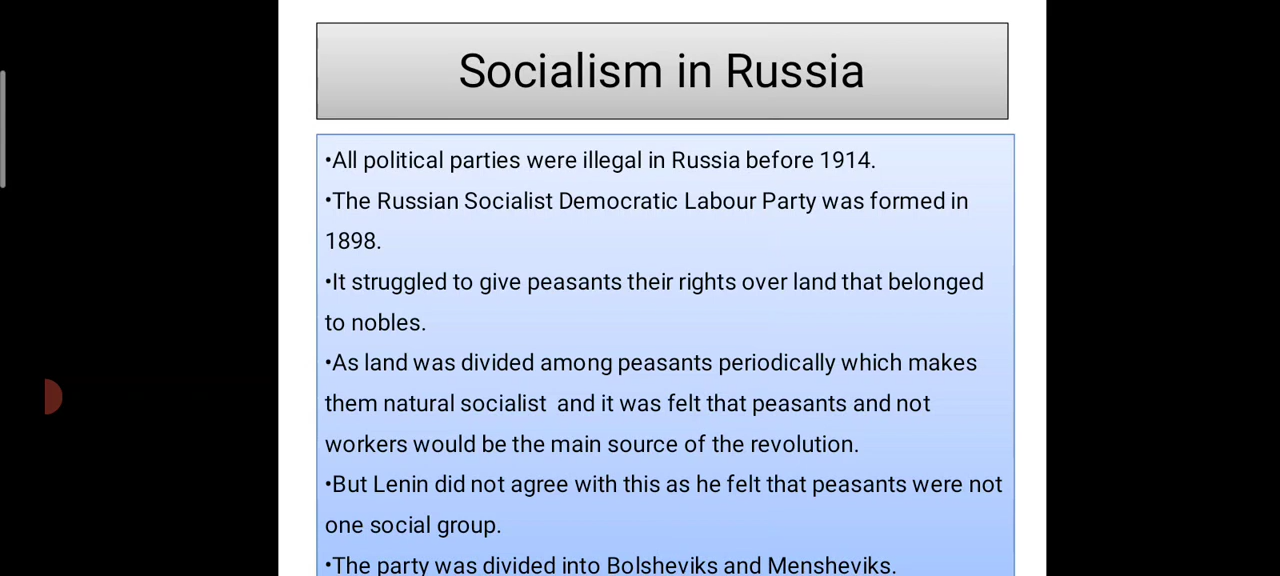 Socialism in Russia
•All political parties were illegal in Russia before 1914.
•The Russian Socialist Democratic Labour Party was formed in
1898.
•It struggled to give peasants their rights over land that belonged
to nobles.
•As land was divided among peasants periodically which makes
them natural socialist  and it was felt that peasants and not
workers would be the main source of the revolution.
•But Lenin did not agree with this as he felt that peasants were not
one social group.
•The party was divided into Bolsheviks and Mensheviks.